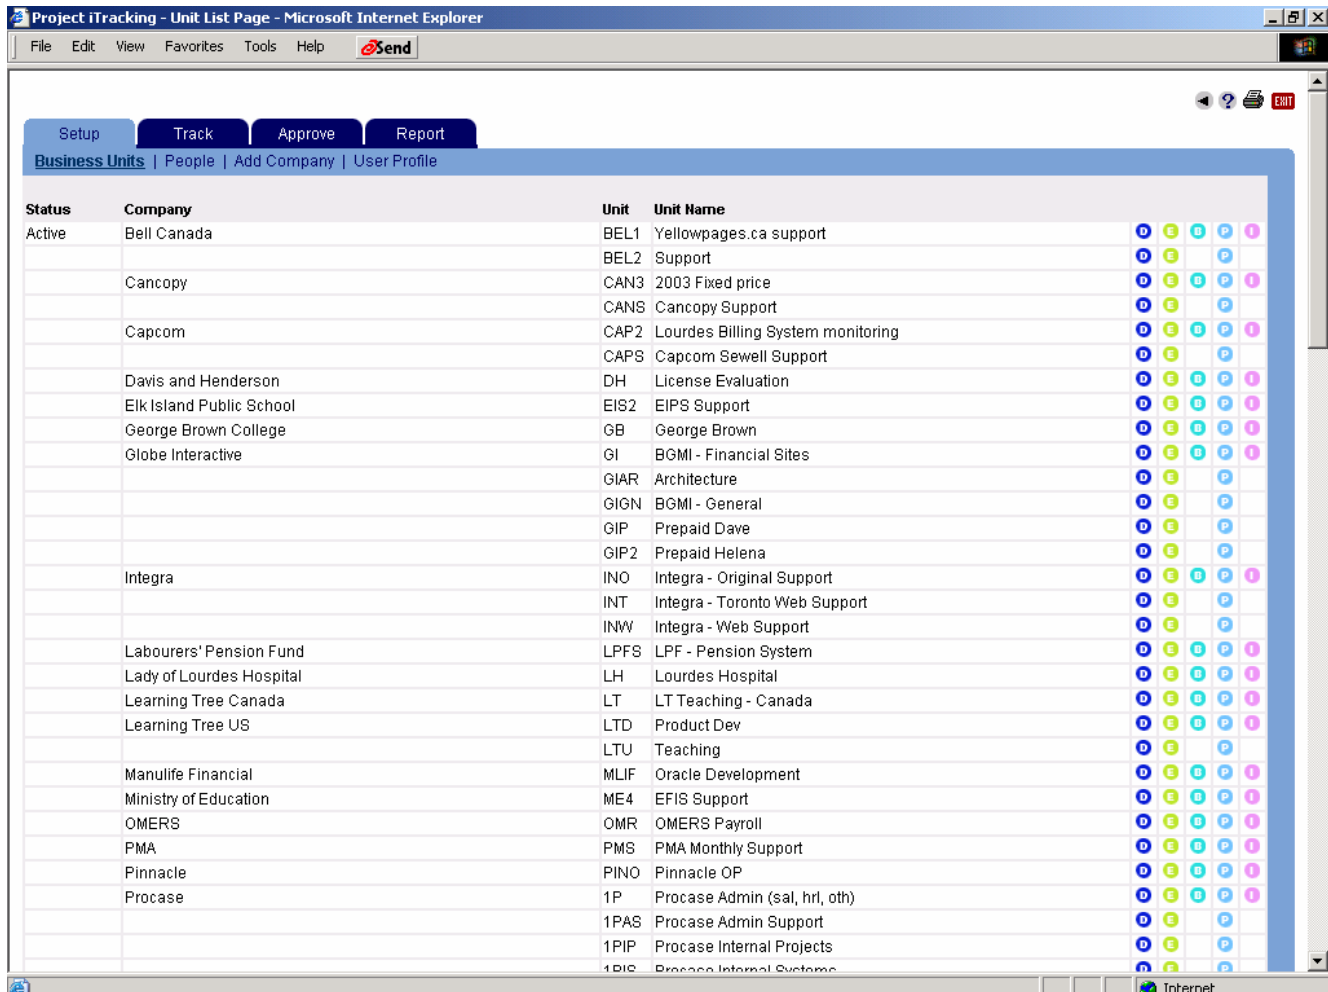 Project iTracking - Unit List Page - Microsoft Internet Explorer
File Edit View Favorites Tools Help Send
? EXIT
Setup Track Approve Report
Business Units | People | Add Company | User Profile
Status Company Unit Unit Name
Active Bell Canada BEL1 Yellowpages.ca support D E B P I
BEL2 Support D E P
Cancopy CAN3 2003 Fixed price D E B P I
CANS Cancopy Support D E P
Capcom CAP2 Lourdes Billing System monitoring D E B P I
CAPS Capcom Sewell Support D E P
Davis and Henderson DH License Evaluation D E B P I
Elk Island Public School EIS2 EIPS Support D E B P I
George Brown College GB George Brown D E B P I
Globe Interactive GI BGMI - Financial Sites D E B P I
GIAR Architecture D E P
GIGN BGMI - General D E P
GIP Prepaid Dave D E P
GIP2 Prepaid Helena D E P
Integra INO Integra - Original Support D E B P I
INT Integra - Toronto Web Support D E P
INW Integra - Web Support D E P
Labourers' Pension Fund LPFS LPF - Pension System D E B P I
Lady of Lourdes Hospital LH Lourdes Hospital D E B P I
Learning Tree Canada LT LT Teaching - Canada D E B P I
Learning Tree US LTD Product Dev D E B P I
LTU Teaching D E P
Manulife Financial MLIF Oracle Development D E B P I
Ministry of Education ME4 EFIS Support D E B P I
OMERS OMR OMERS Payroll D E B P I
PMA PMS PMA Monthly Support D E B P I
Pinnacle PINO Pinnacle OP D E B P I
Procase 1P Procase Admin (sal, hrl, oth) D E B P I
1PAS Procase Admin Support D E P
1PIP Procase Internal Projects D E P
1PIS Procase Internal Systems D E P
Internet